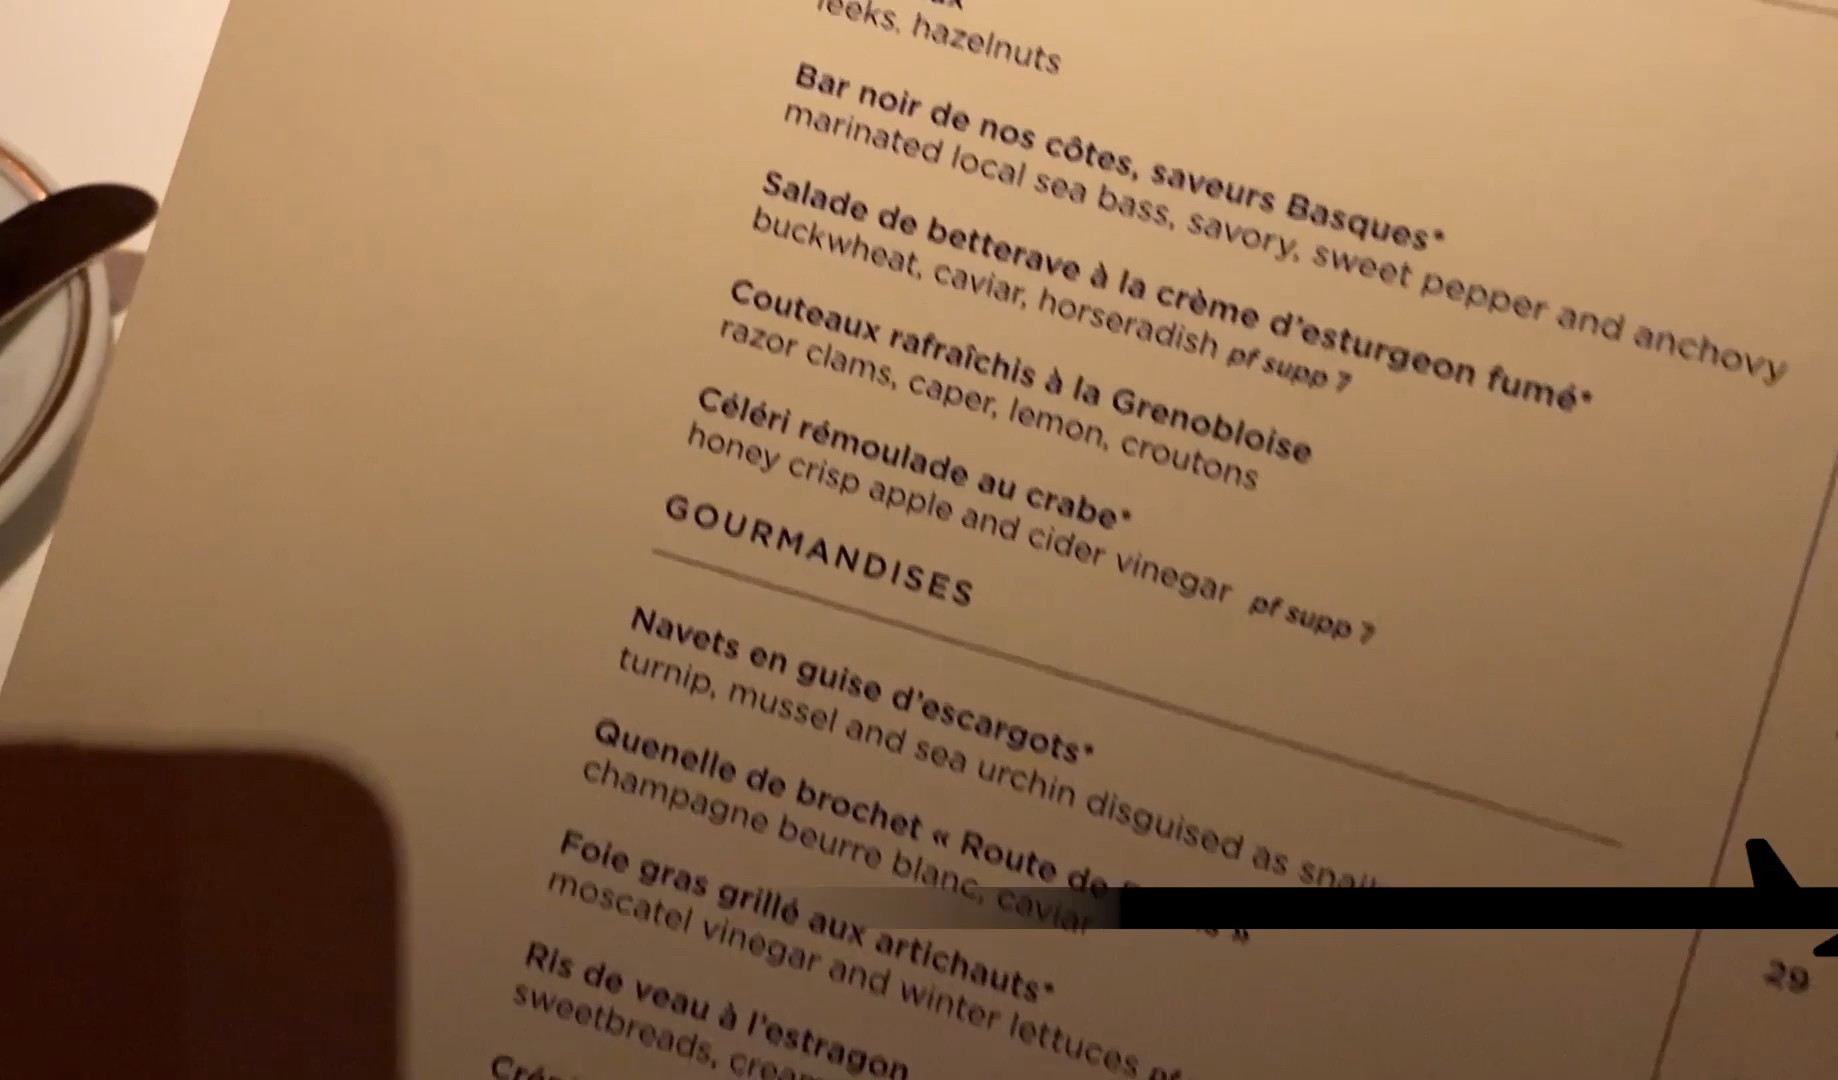 leeks, hazelnuts
Bar noir de nos côtes, saveurs Basques*
marinated local sea bass, savory, sweet pepper and anchovy
Salade de betterave à la crème d'esturgeon fumé*
buckwheat, caviar, horseradish pf supp 7
Couteaux rafraîchis à la Grenobloise
razor clams, caper, lemon, croutons
Céléri rémoulade au crabe*
honey crisp apple and cider vinegar pf supp 7
GOURMANDISES
Navets en guise d'escargots*
turnip, mussel and sea urchin disguised as
Quenelle de brochet « Route de »
champagne beurre blanc, caviar
29
Foie gras grillé aux artichauts*
moscatel vinegar and winter lettuces
Ris de veau à l'estragon
sweetbreads,